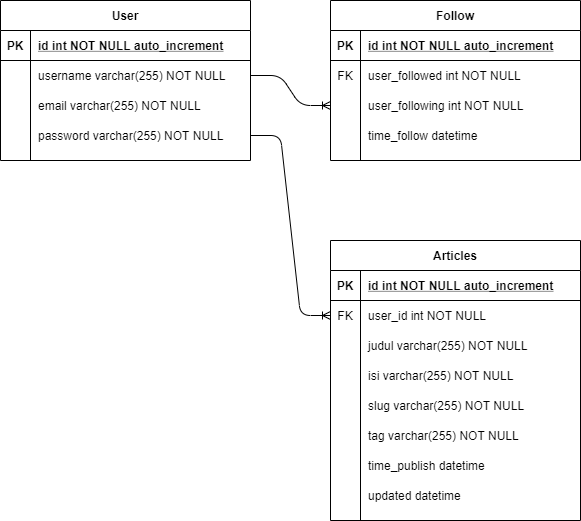 User
PK id int NOT NULL auto_increment
username varchar(255) NOT NULL
email varchar(255) NOT NULL
password varchar(255) NOT NULL
Follow
PK id int NOT NULL auto_increment
FK user_followed int NOT NULL
user_following int NOT NULL
time_follow datetime
Articles
PK id int NOT NULL auto_increment
FK user_id int NOT NULL
judul varchar(255) NOT NULL
isi varchar(255) NOT NULL
slug varchar(255) NOT NULL
tag varchar(255) NOT NULL
time_publish datetime
updated datetime